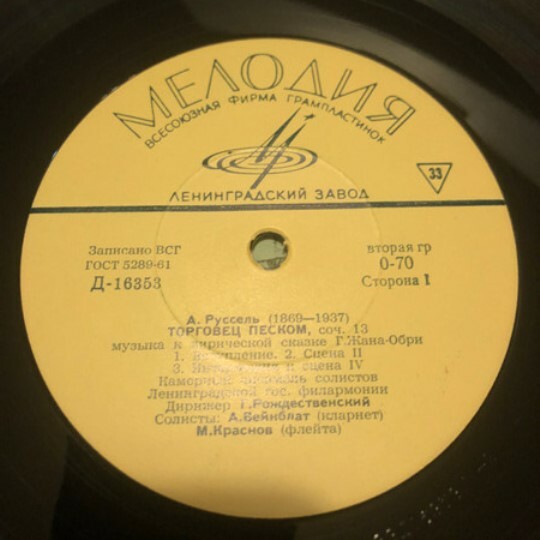 МЕЛОДИЯ
ВСЕСОЮЗНАЯ ФИРМА ГРАМПЛАСТИНОК
ЛЕНИНГРАДСКИЙ ЗАВОД
33
Записано ВСГ
ГОСТ 5289-61
Д-16353
вторая гр
0-70
Сторона 1
А. Руссель (1869—1937)
ТОРГОВЕЦ ПЕСКОМ, соч. 13
музыка к лирической сказке Г.Жана-Обри
1. Вступление. 2. Сцена II
3. и сцена IV
Камерный ансамбль солистов
Ленинградской гос. филармонии
Дирижер Г.Рождественский
Солисты: А.Вейнблат (кларнет)
М.Краснов (флейта)